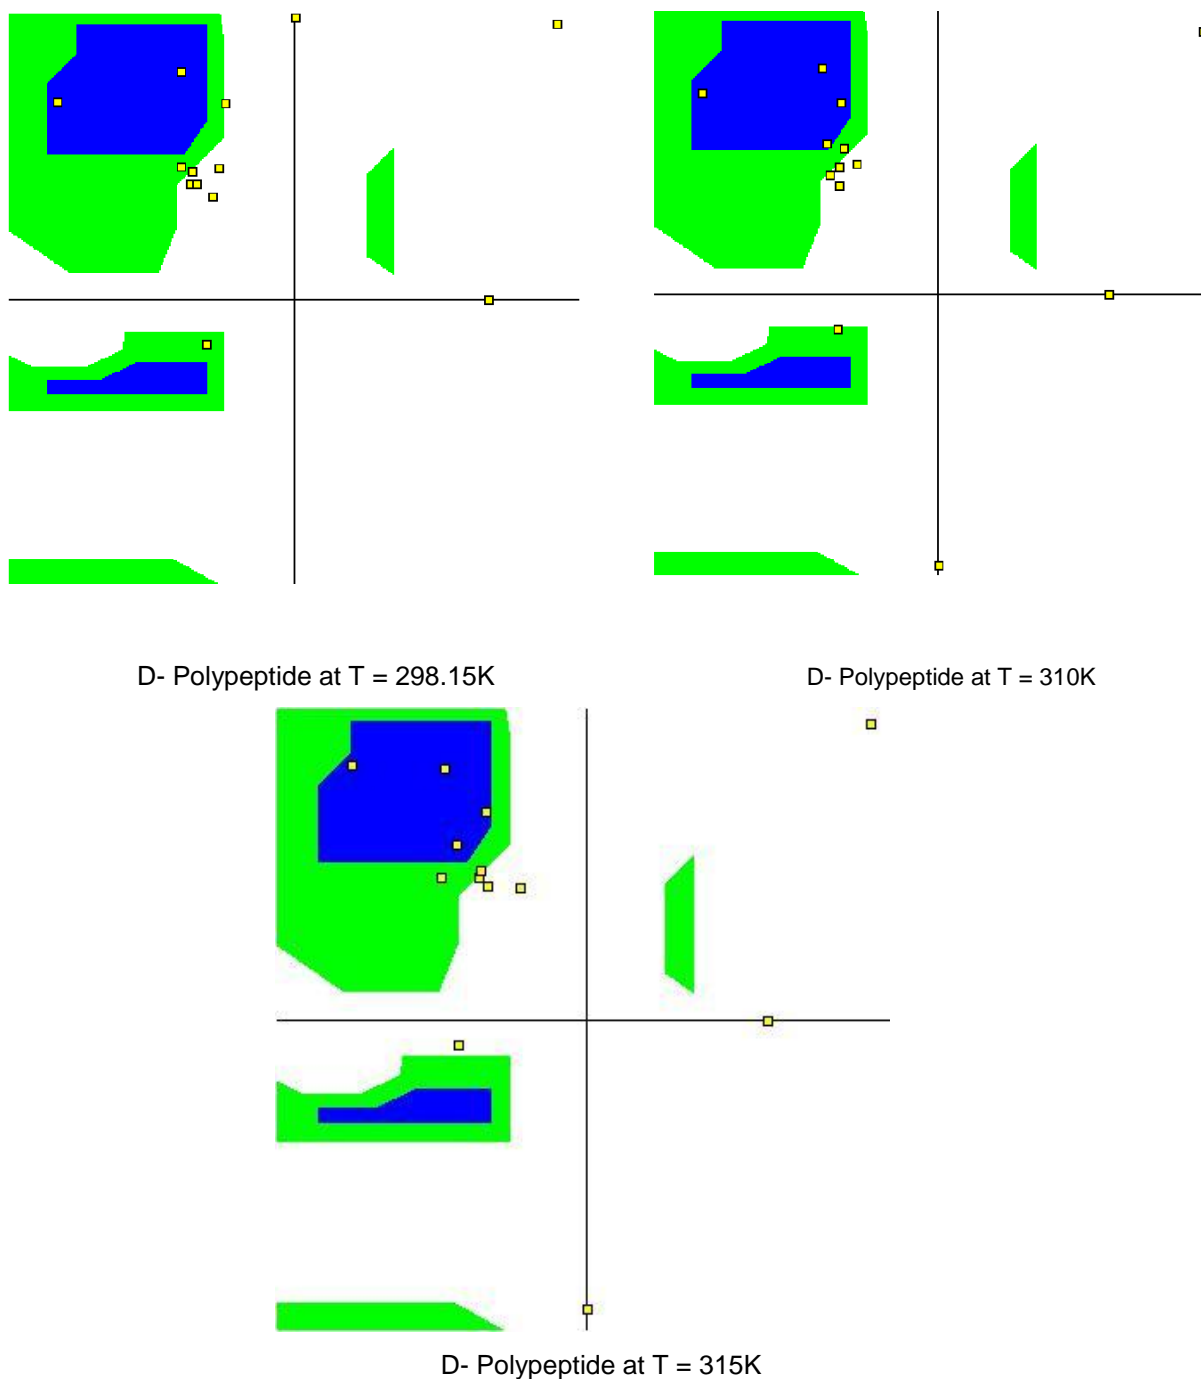 D- Polypeptide at T = 298.15K
D- Polypeptide at T = 310K
D- Polypeptide at T = 315K